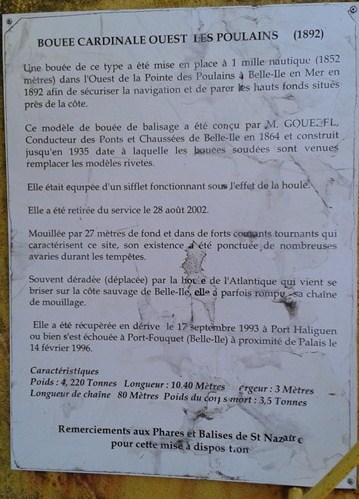 BOUEE CARDINALE OUEST LES POULAINS (1892)
Une bouée de ce type a été mise en place à 1 mille nautique (1852
mètres) dans l'Ouest de la Pointe des Poulains à Belle-Ile en Mer en
1892 afin de sécuriser la navigation et de parer les hauts fonds situés
près de la côte.
Ce modèle de bouée de balisage a été conçu par M. GOUEZEL,
Conducteur des Ponts et Chaussées de Belle-Ile en 1864 et construit
jusqu'en 1935 date à laquelle les bouées soudées sont venues
remplacer les modèles rivetes.
Elle était equipée d'un sifflet fonctionnant sous l'effet de la houle.
Elle a été retirée du service le 28 août 2002.
Mouillée par 27 mètres de fond et dans de forts courants tournants qui
caractérisent ce site, son existence a été ponctuée de nombreuses
avaries durant les tempêtes.
Souvent déradée (déplacée) par la houle de l'Atlantique qui vient se
briser sur la côte sauvage de Belle-Ile, elle a parfois rompu sa chaîne
de mouillage.
Elle a été récupérée en dérive le 17 septembre 1993 à Port Haliguen
ou bien s'est échouée à Port-Fouquet (Belle-Ile) à proximité de Palais le
14 février 1996.
Caractéristiques
Poids : 4, 220 Tonnes Longueur : 10.40 Mètres ergeur : 3 Mètres
Longueur de chaîne 80 Mètres Poids du corps mort : 3,5 Tonnes
Remerciements aux Phares et Balises de St Nazaire
pour cette mise à disposition